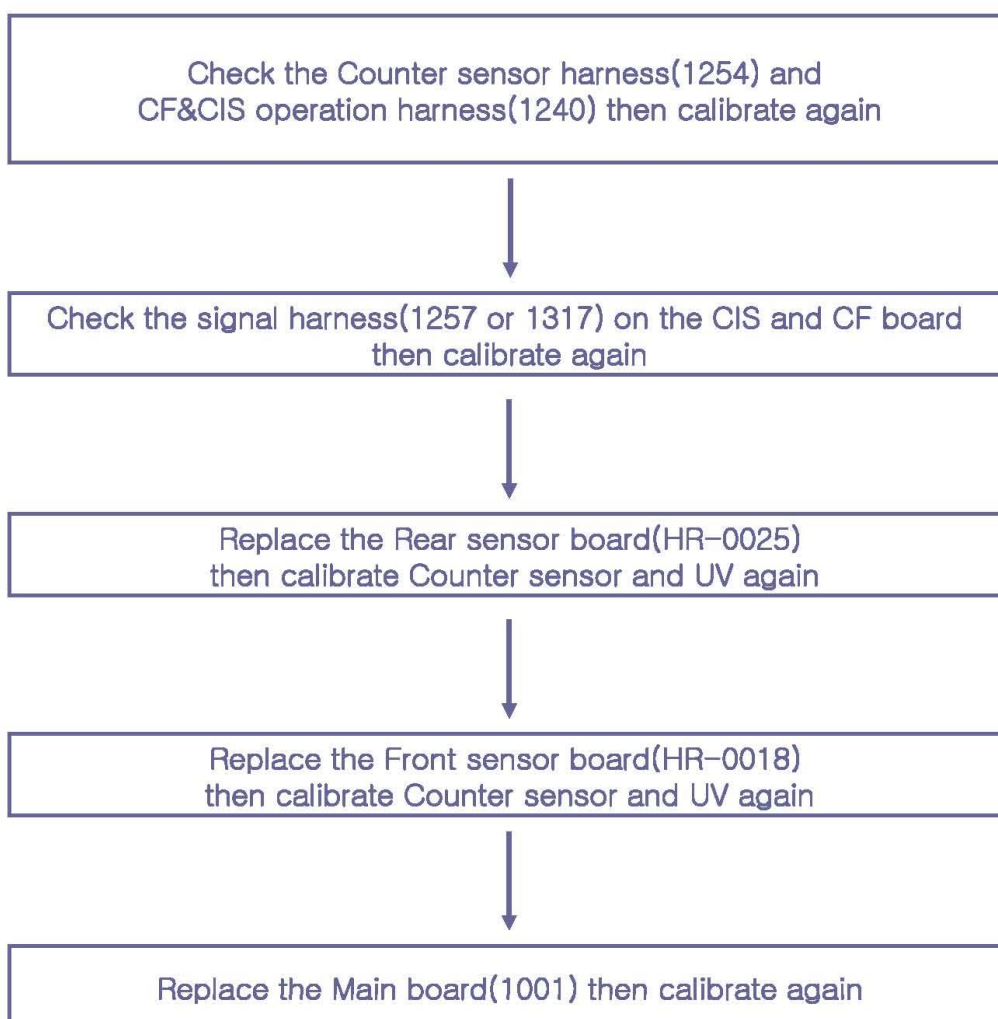 Check the Counter sensor harness(1254) and
CF&CIS operation harness(1240) then calibrate again
Check the signal harness(1257 or 1317) on the CIS and CF board
then calibrate again
Replace the Rear sensor board(HR-0025)
then calibrate Counter sensor and UV again
Replace the Front sensor board(HR-0018)
then calibrate Counter sensor and UV again
Replace the Main board(1001) then calibrate again